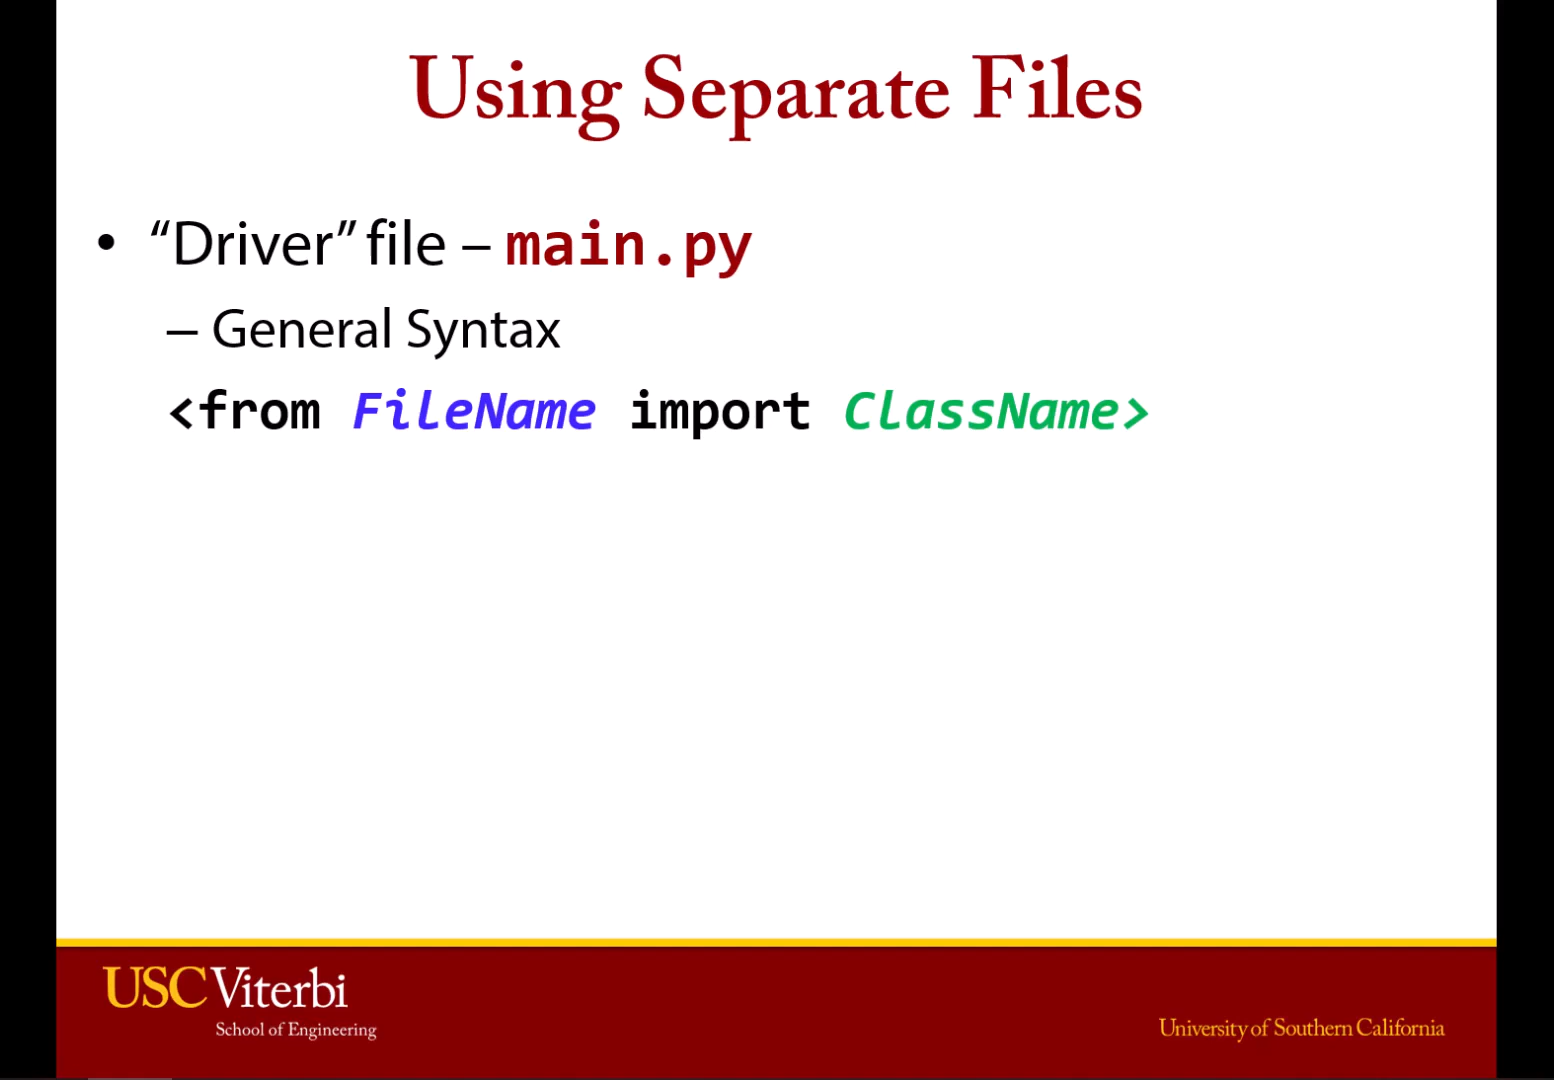 Using Separate Files
• “Driver” file – main.py
– General Syntax
<from FileName import ClassName>
USC Viterbi
School of Engineering
University of Southern California